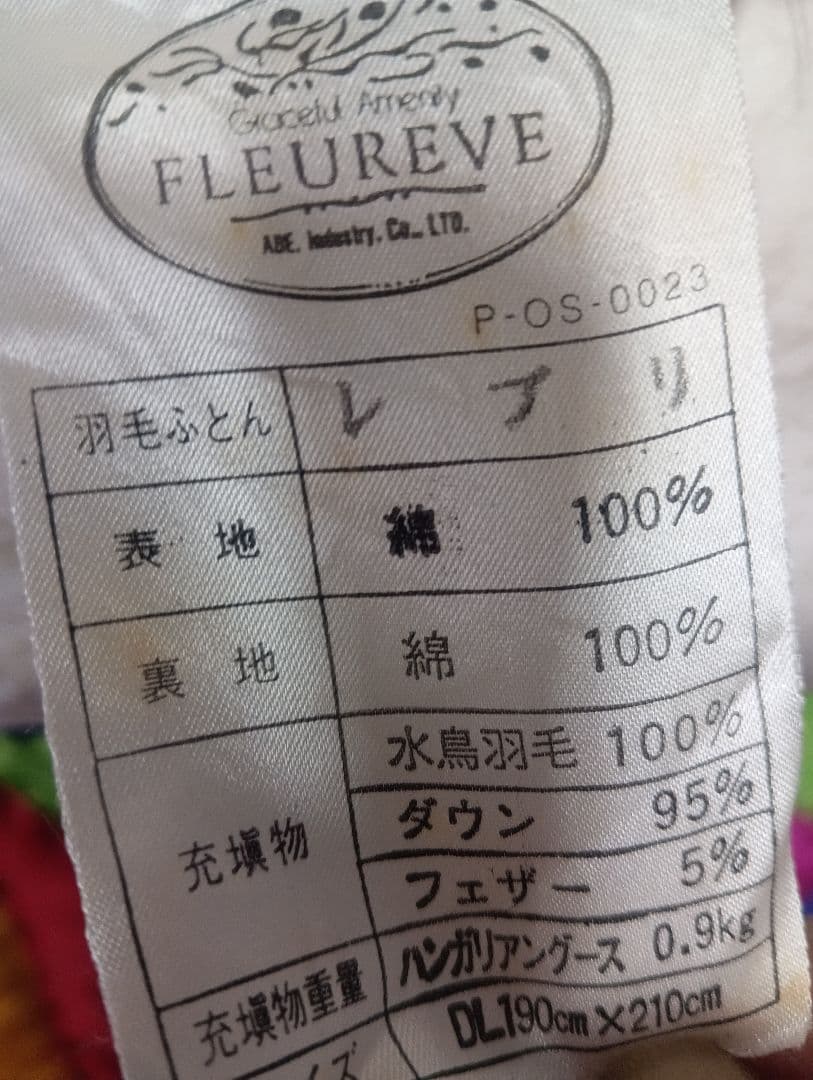 Graceful Amenity
FLEUREVE
ABE. Industry. Co., LTD.
P-OS-0023
羽毛ふとん レプリ
表地 綿 100%
裏地 綿 100%
充填物 水鳥羽毛 100%
ダウン 95%
フェザー 5%
充填物重量 ハンガリアングース 0.9kg
イズ DL190cm×210cm